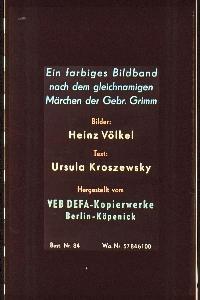 Ein farbiges Bildband
nach dem gleichnamigen
Märchen der Gebr. Grimm
Bilder:
Heinz Völkel
Text:
Ursula Kroszewsky
Hergestellt vom
VEB DEFA-Kopierwerke
Berlin-Köpenick
Best. Nr. 84 Wa. Nr. 57846100